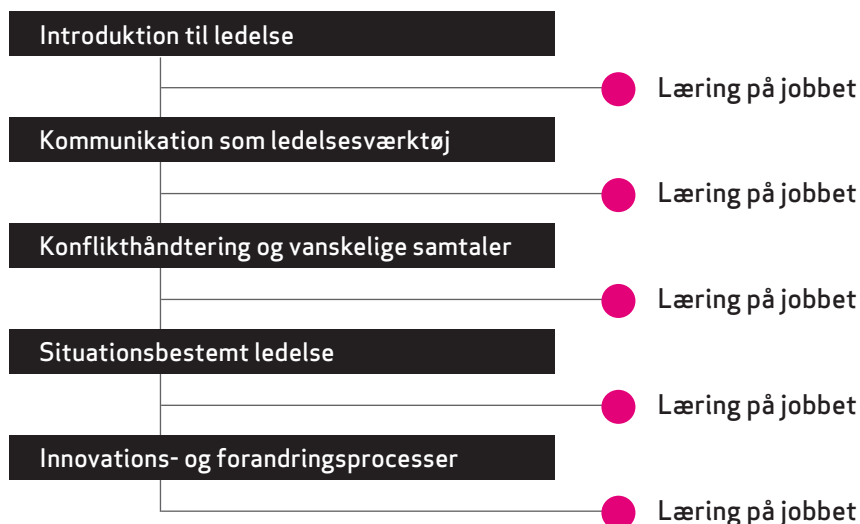 Introduktion til ledelse
Læring på jobbet
Kommunikation som ledelsesværktøj
Læring på jobbet
Konflikthåndtering og vanskelige samtaler
Læring på jobbet
Situationsbestemt ledelse
Læring på jobbet
Innovations- og forandringsprocesser
Læring på jobbet